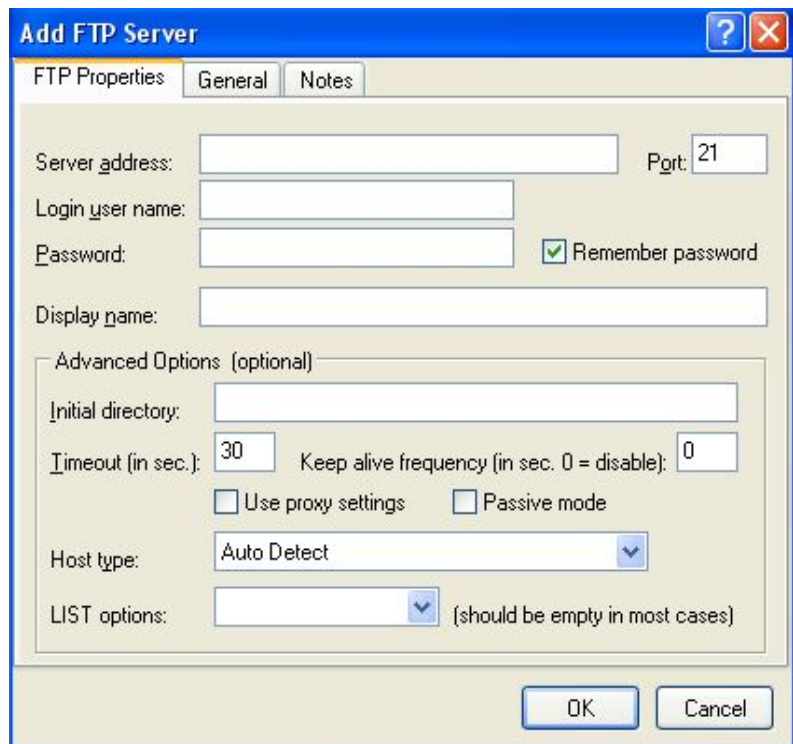 Add FTP Server
FTP Properties General Notes
Server address: Port: 21
Login user name:
Password: Remember password
Display name:
Advanced Options (optional)
Initial directory:
Timeout (in sec.): 30 Keep alive frequency (in sec. 0 = disable): 0
Use proxy settings Passive mode
Host type: Auto Detect
LIST options: (should be empty in most cases)
OK Cancel